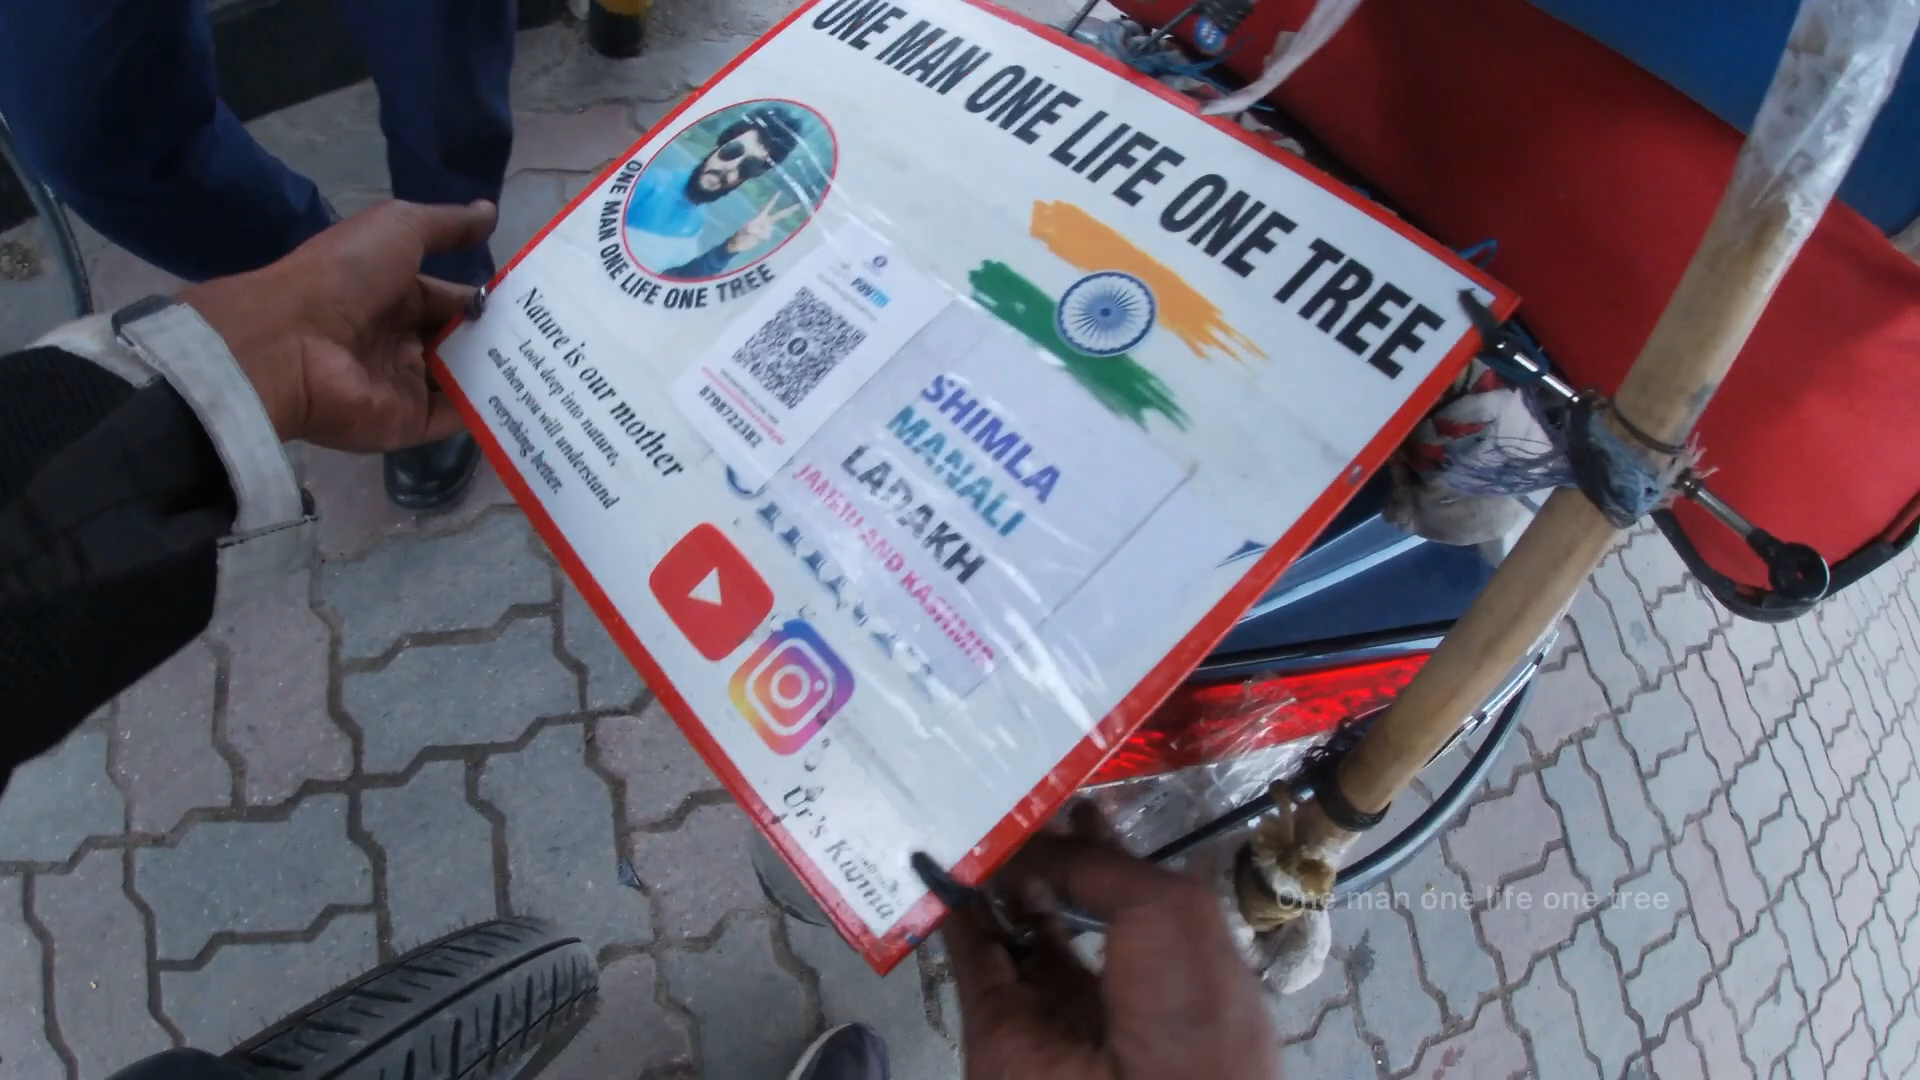 ONE MAN ONE LIFE ONE TREE
ONE MAN ONE LIFE ONE TREE
Paytm
8798722382
SHIMLA
MANALI
LADAKH
JAMMU AND KASHMIR
Nature is our mother
Look deep into nature,
and then you will understand
everything better.
Ur's
One man one life one tree